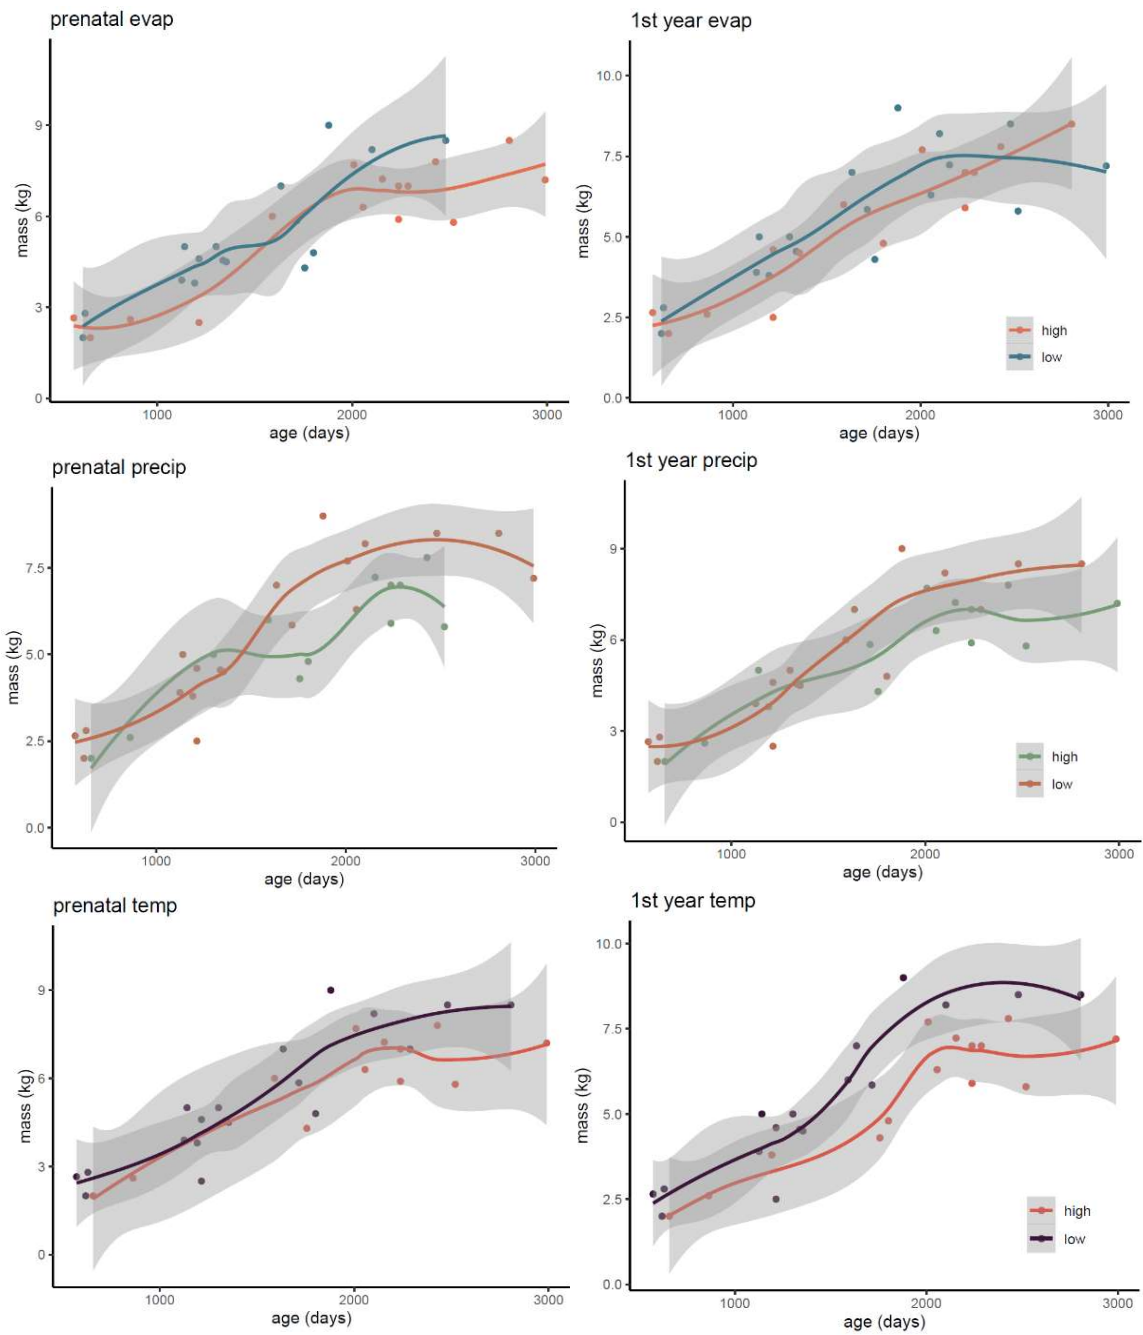 prenatal evap
9
6
3
0
mass (kg)
1000 2000 3000
age (days)
1st year evap
10.0
7.5
5.0
2.5
0.0
mass (kg)
high
low
1000 2000 3000
age (days)
prenatal precip
7.5
5.0
2.5
0.0
mass (kg)
1000 2000 3000
age (days)
1st year precip
9
6
3
0
mass (kg)
high
low
1000 2000 3000
age (days)
prenatal temp
9
6
3
0
mass (kg)
1000 2000 3000
age (days)
1st year temp
10.0
7.5
5.0
2.5
0.0
mass (kg)
high
low
1000 2000 3000
age (days)